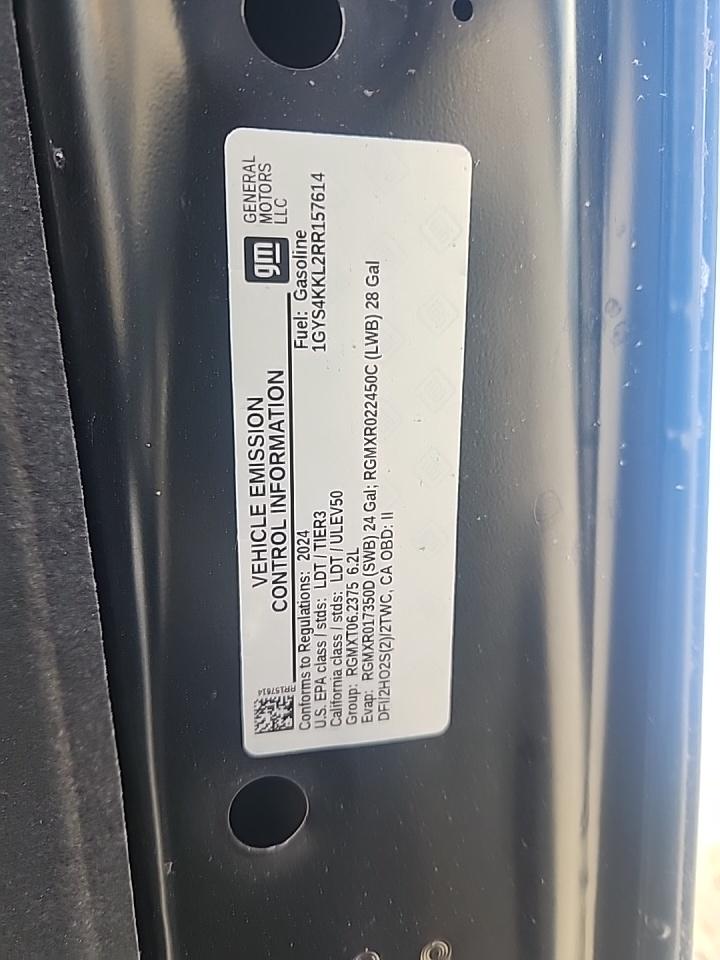 VEHICLE EMISSION
CONTROL INFORMATION
gm GENERAL
MOTORS
LLC
RR157614
Conforms to Regulations: 2024 Fuel: Gasoline
U.S. EPA class / stds: LDT / TIER3 1GYS4KKL2RR157614
California class / stds: LDT / ULEV50
Group: RGMXT06.2375 6.2L
Evap: RGMXR017350D (SWB) 24 Gal; RGMXR022450C (LWB) 28 Gal
DFI/2HO2S(2)/2TWC, CA OBD: II